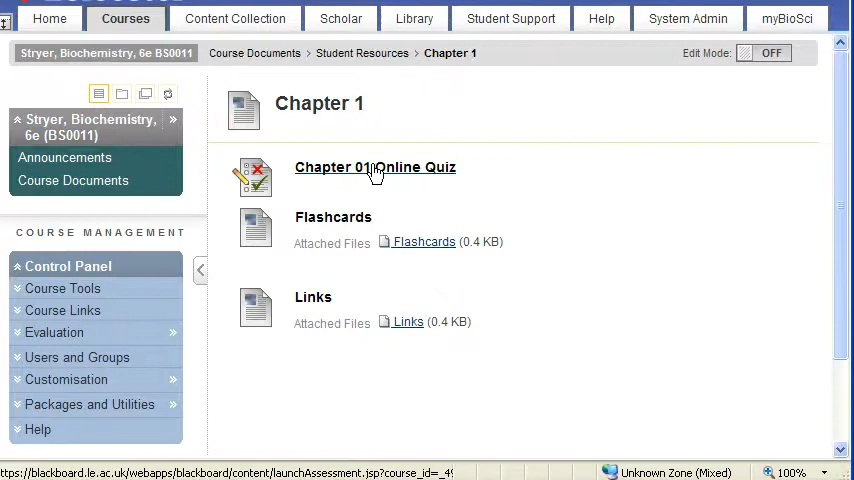 Home Courses Content Collection Scholar Library Student Support Help System Admin myBioSci
Stryer, Biochemistry, 6e BS0011 Course Documents > Student Resources > Chapter 1 Edit Mode: OFF
Chapter 1
Stryer, Biochemistry,
6e (BS0011)
Announcements
Course Documents
Chapter 01 Online Quiz
Flashcards
Attached Files Flashcards (0.4 KB)
COURSE MANAGEMENT
Control Panel
Course Tools
Course Links
Evaluation
Users and Groups
Customisation
Packages and Utilities
Help
Links
Attached Files Links (0.4 KB)
ttps://blackboard.le.ac.uk/webapps/blackboard/content/launchAssessment.jsp?course_id=_49 Unknown Zone (Mixed) 100%